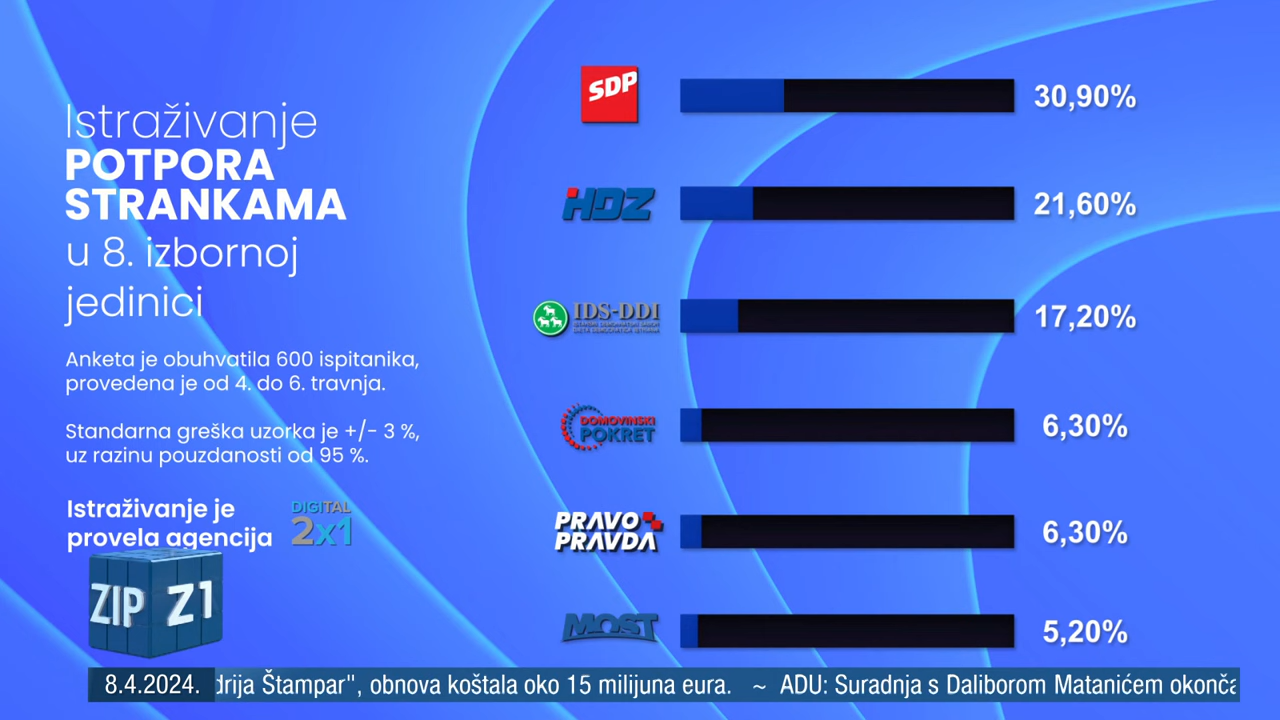 Istraživanje
POTPORA
STRANKAMA
u 8. izbornoj
jedinici
Anketa je obuhvatila 600 ispitanika,
provedena je od 4. do 6. travnja.
Standarna greška uzorka je +/- 3 %,
uz razinu pouzdanosti od 95 %.
Istraživanje je
provela agencija
DIGITAL
2x1
SDP
30,90%
HDZ
21,60%
IDS-DDI
17,20%
DOMOVINSKI
POKRET
6,30%
PRAVO
PRAVDA
6,30%
MOST
5,20%
ZIP Z1
8.4.2024. drija Štampar", obnova koštala oko 15 milijuna eura. ~ ADU: Suradnja s Daliborom Matanićem okonča